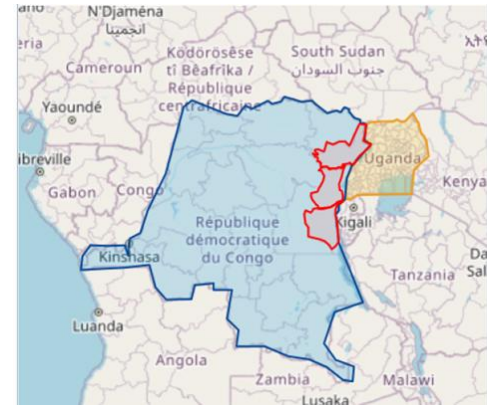 N'Djaména
انجمينا
South Sudan
جنوب السودان
Ködörösêse
tî Bêafrîka /
République
centrafricaine
Cameroun
Yaoundé
Libreville
Gabon
Congo
Uganda
Kenya
Kigali
République
démocratique
du Congo
Kinshasa
Tanzania
Luanda
Angola
Zambia
Malawi
Lusaka